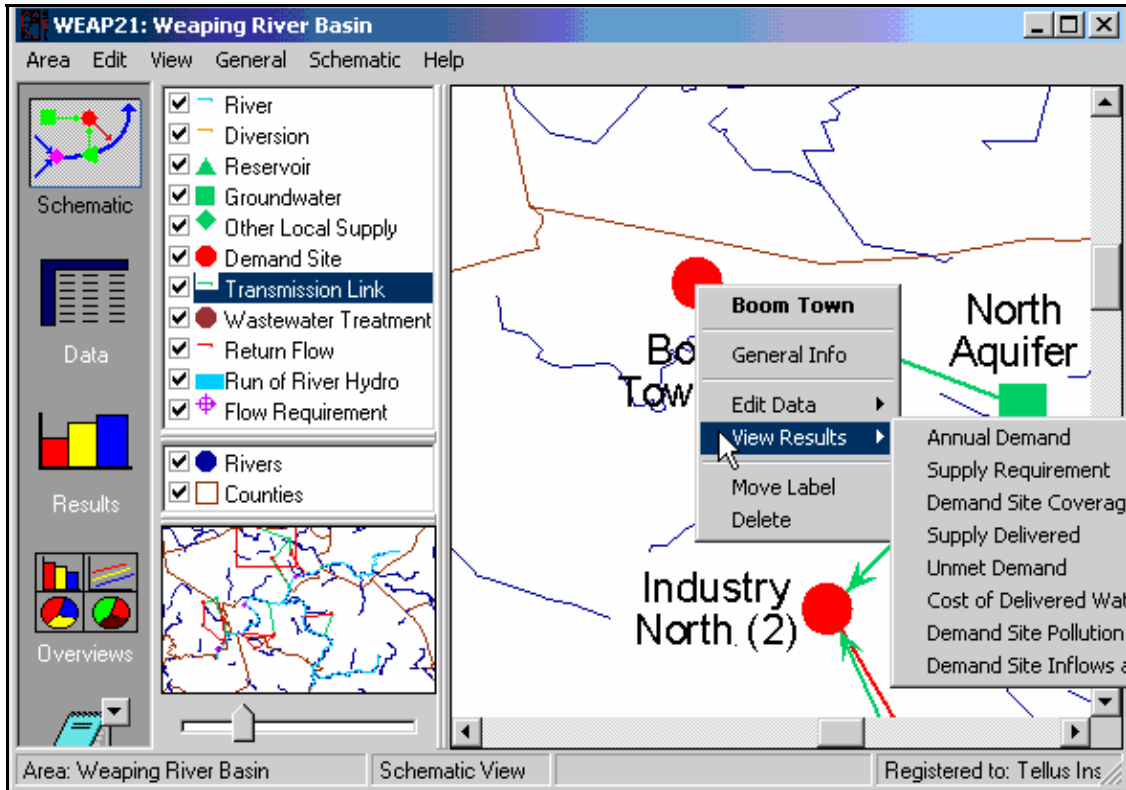 WEAP21: Weaping River Basin
Area Edit View General Schematic Help
Schematic
Data
Results
Overviews
River
Diversion
Reservoir
Groundwater
Other Local Supply
Demand Site
Transmission Link
Wastewater Treatment
Return Flow
Run of River Hydro
Flow Requirement
Rivers
Counties
Bo
Tow
North
Aquifer
Boom Town
General Info
Edit Data
View Results
Move Label
Delete
Annual Demand
Supply Requirement
Demand Site Coverag
Supply Delivered
Unmet Demand
Cost of Delivered Wat
Demand Site Pollution
Demand Site Inflows a
Industry
North (2)
Area: Weaping River Basin
Schematic View
Registered to: Tellus Ins